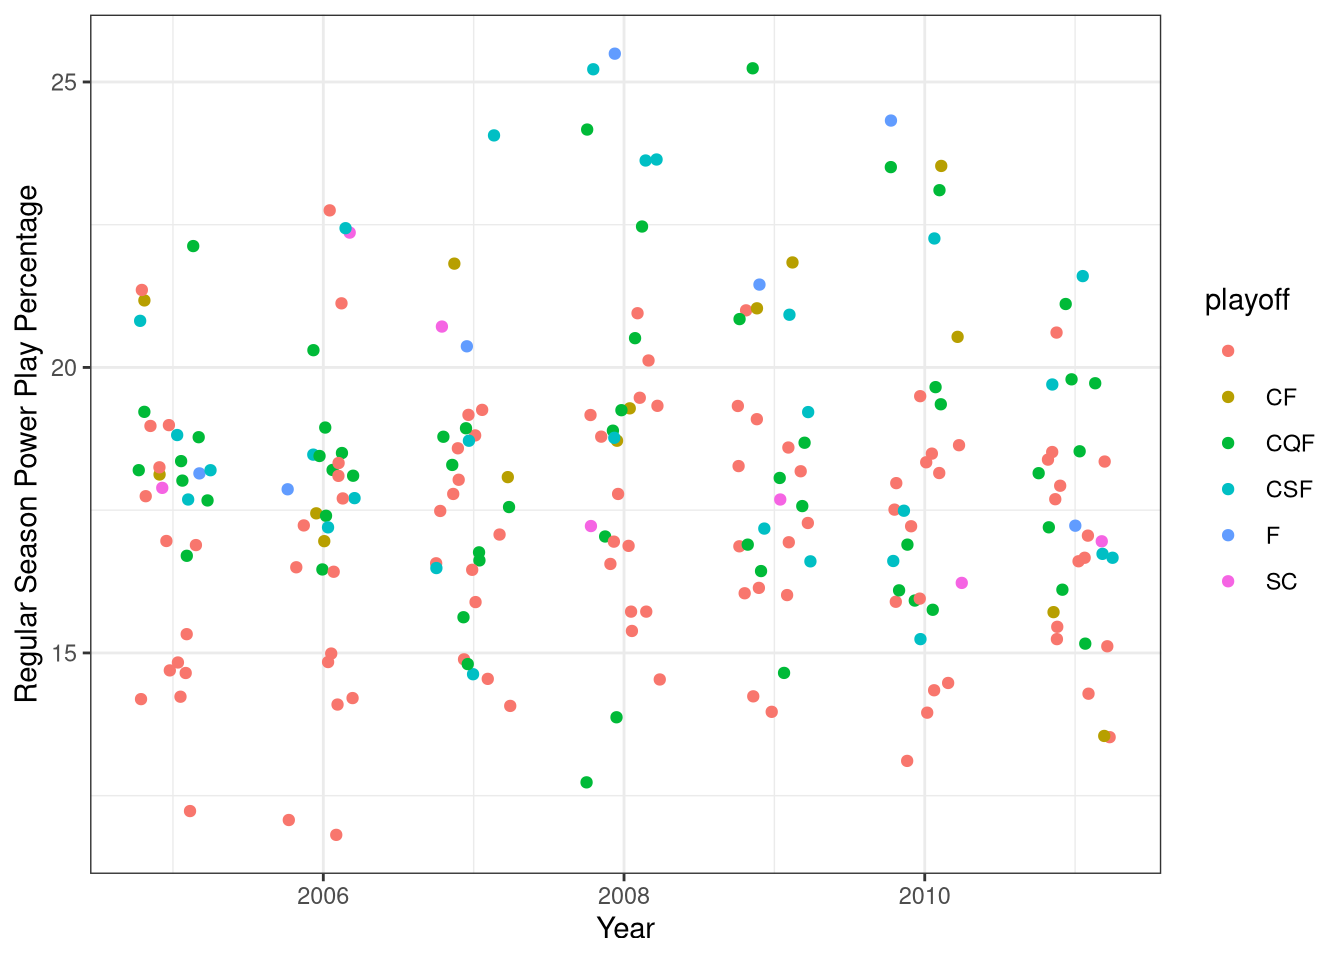 25
20
15
Regular Season Power Play Percentage
2006
2008
2010
Year
playoff
CF
CQF
CSF
F
SC